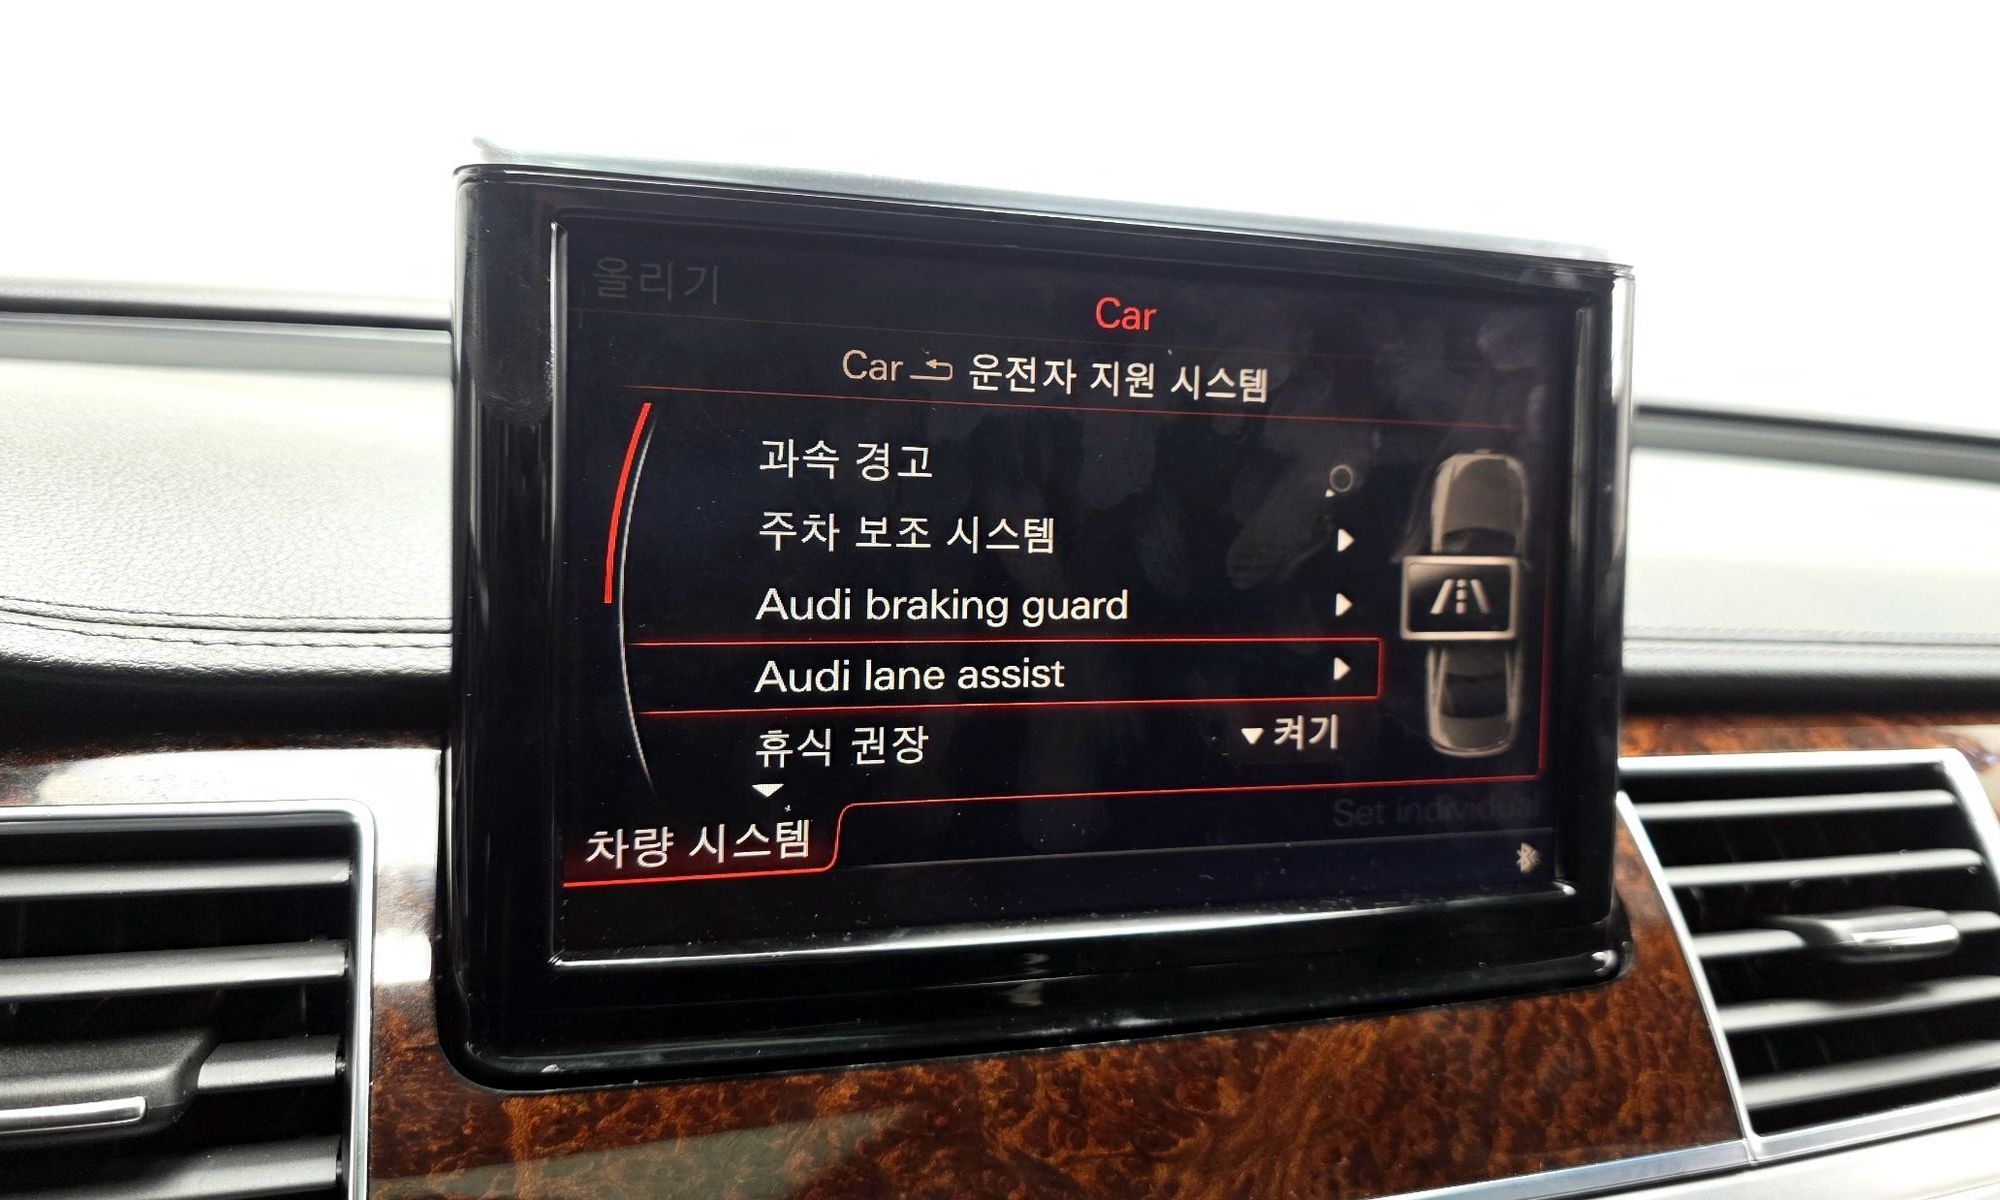 올리기
Car
Car 운전자 지원 시스템
과속 경고
주차 보조 시스템
Audi braking guard
Audi lane assist
휴식 권장 켜기
Set individual
차량 시스템